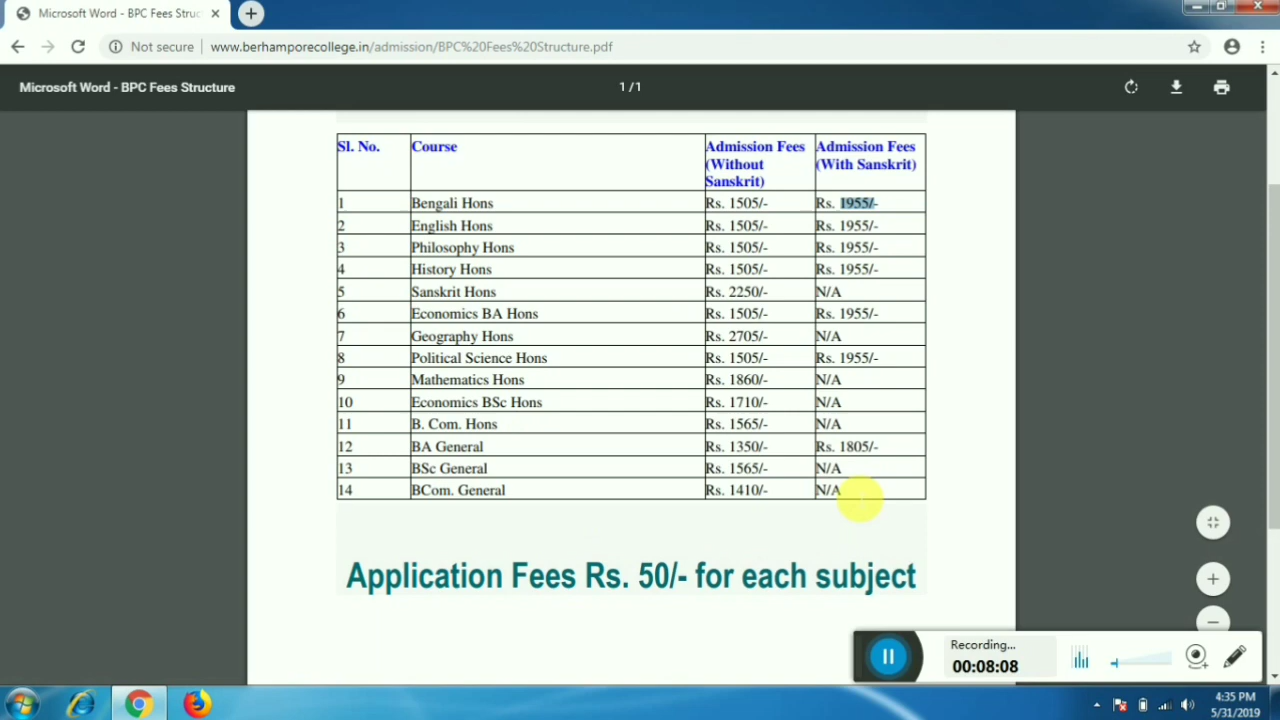 Microsoft Word - BPC Fees Struc
Not secure www.berhamporecollege.in/admission/BPC%20Fees%20Structure.pdf
Microsoft Word - BPC Fees Structure 1 / 1
Sl. No. Course Admission Fees (Without Sanskrit) Admission Fees (With Sanskrit)
1 Bengali Hons Rs. 1505/- Rs. 1955/-
2 English Hons Rs. 1505/- Rs. 1955/-
3 Philosophy Hons Rs. 1505/- Rs. 1955/-
4 History Hons Rs. 1505/- Rs. 1955/-
5 Sanskrit Hons Rs. 2250/- N/A
6 Economics BA Hons Rs. 1505/- Rs. 1955/-
7 Geography Hons Rs. 2705/- N/A
8 Political Science Hons Rs. 1505/- Rs. 1955/-
9 Mathematics Hons Rs. 1860/- N/A
10 Economics BSc Hons Rs. 1710/- N/A
11 B. Com. Hons Rs. 1565/- N/A
12 BA General Rs. 1350/- Rs. 1805/-
13 BSc General Rs. 1565/- N/A
14 BCom. General Rs. 1410/- N/A
Application Fees Rs. 50/- for each subject
Recording...
00:08:08
4:35 PM
5/31/2019